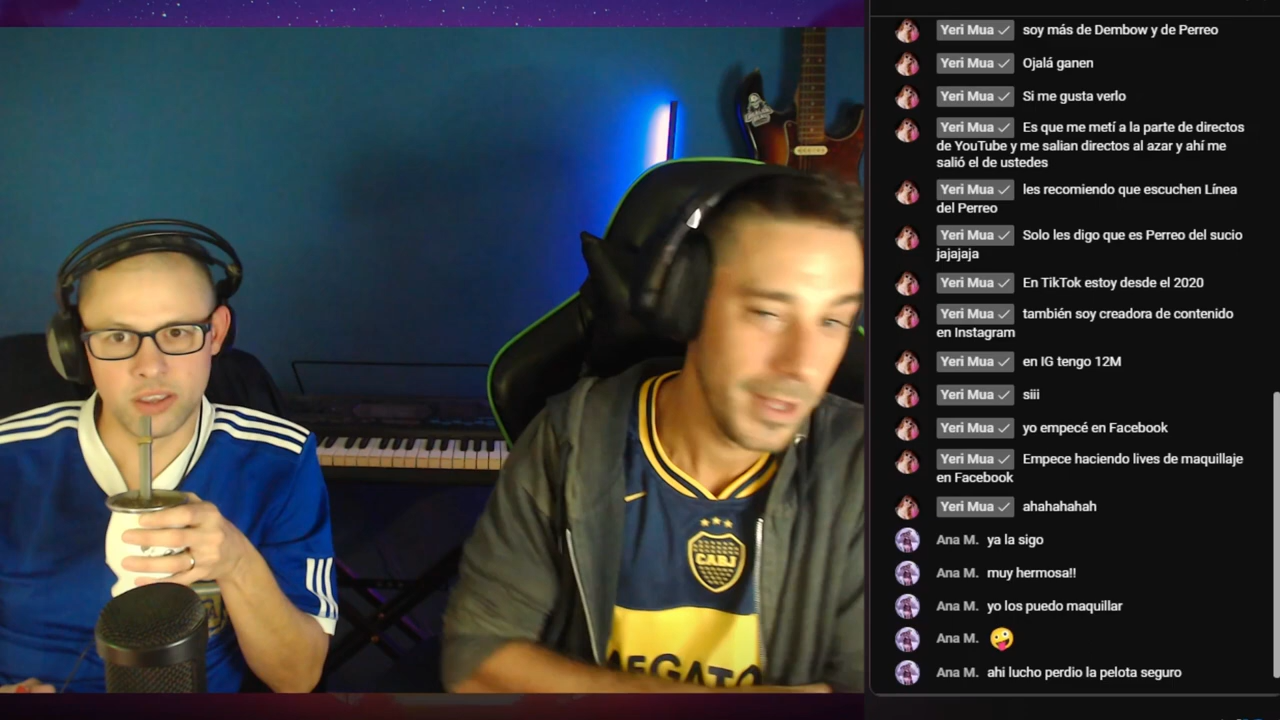 Yeri Mua ✓ soy más de Dembow y de Perreo
Yeri Mua ✓ Ojalá ganen
Yeri Mua ✓ Si me gusta verlo
Yeri Mua ✓ Es que me metí a la parte de directos
de YouTube y me salian directos al azar y ahí me
salió el de ustedes
Yeri Mua ✓ les recomiendo que escuchen Línea
del Perreo
Yeri Mua ✓ Solo les digo que es Perreo del sucio
jajajaja
Yeri Mua ✓ En TikTok estoy desde el 2020
Yeri Mua ✓ también soy creadora de contenido
en Instagram
Yeri Mua ✓ en IG tengo 12M
Yeri Mua ✓ siii
Yeri Mua ✓ yo empecé en Facebook
Yeri Mua ✓ Empece haciendo lives de maquillaje
en Facebook
Yeri Mua ✓ ahahahahah
Ana M. ya la sigo
Ana M. muy hermosa!!
Ana M. yo los puedo maquillar
Ana M. 🤪
Ana M. ahi lucho perdio la pelota seguro
CABJ